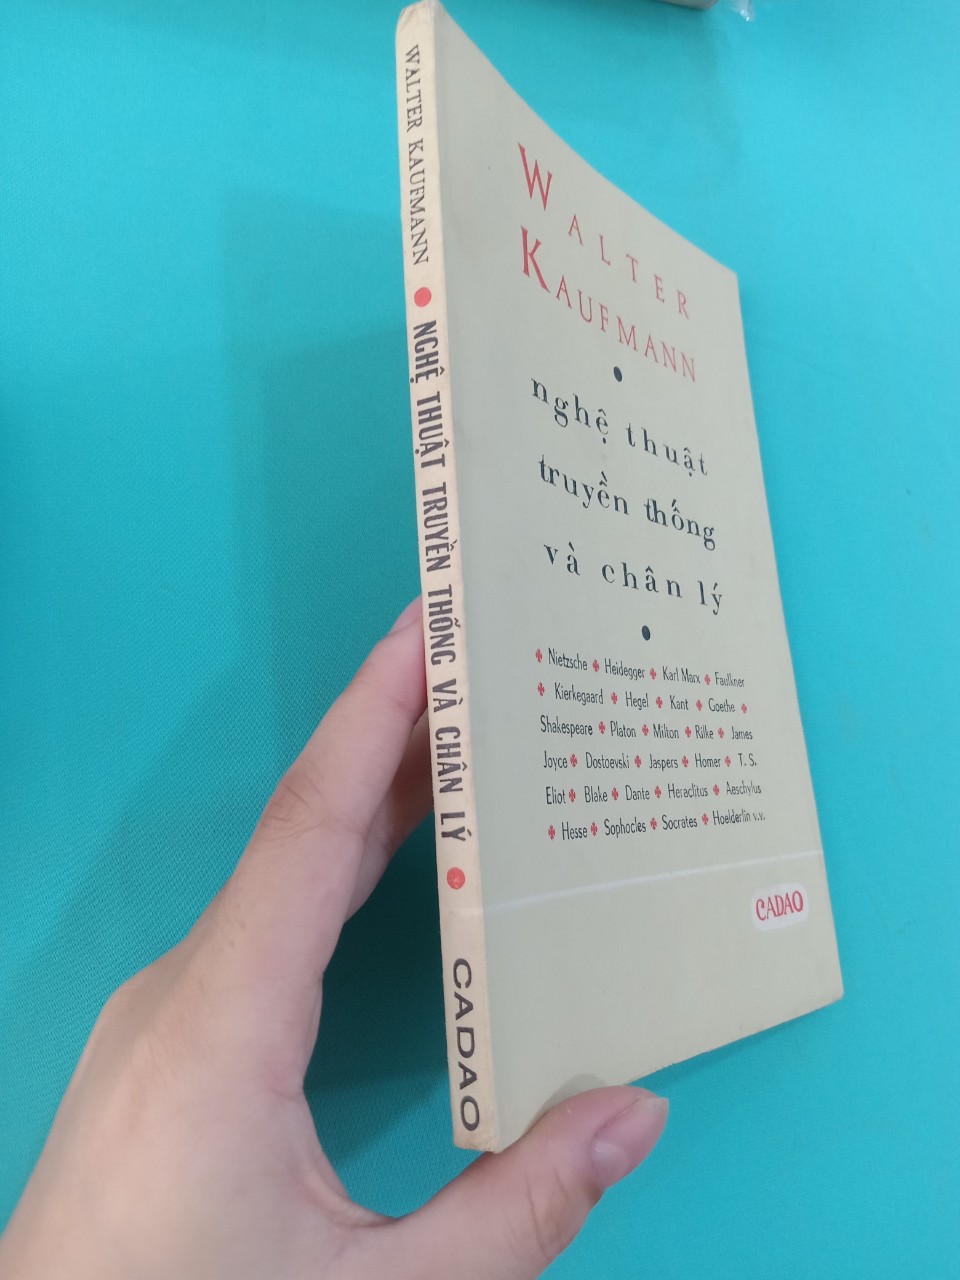 WALTER KAUFMANN ● NGHỆ THUẬT TRUYỀN THỐNG VÀ CHÂN LÝ ● CADAO
WALTER
KAUFMANN
nghệ thuật
truyền thống
và chân lý
Nietzsche ✤ Heidegger ✤ Karl Marx ✤ Faulkner
✤ Kierkegaard ✤ Hegel ✤ Kant ✤ Goethe ✤
Shakespeare ✤ Platon ✤ Milton ✤ Rilke ✤ James
Joyce ✤ Dostoevski ✤ Jaspers ✤ Homer ✤ T. S.
Eliot ✤ Blake ✤ Dante ✤ Heraclitus ✤ Aeschylus
✤ Hesse ✤ Sophocles ✤ Socrates ✤ Hoelderlin v.v.
CADAO